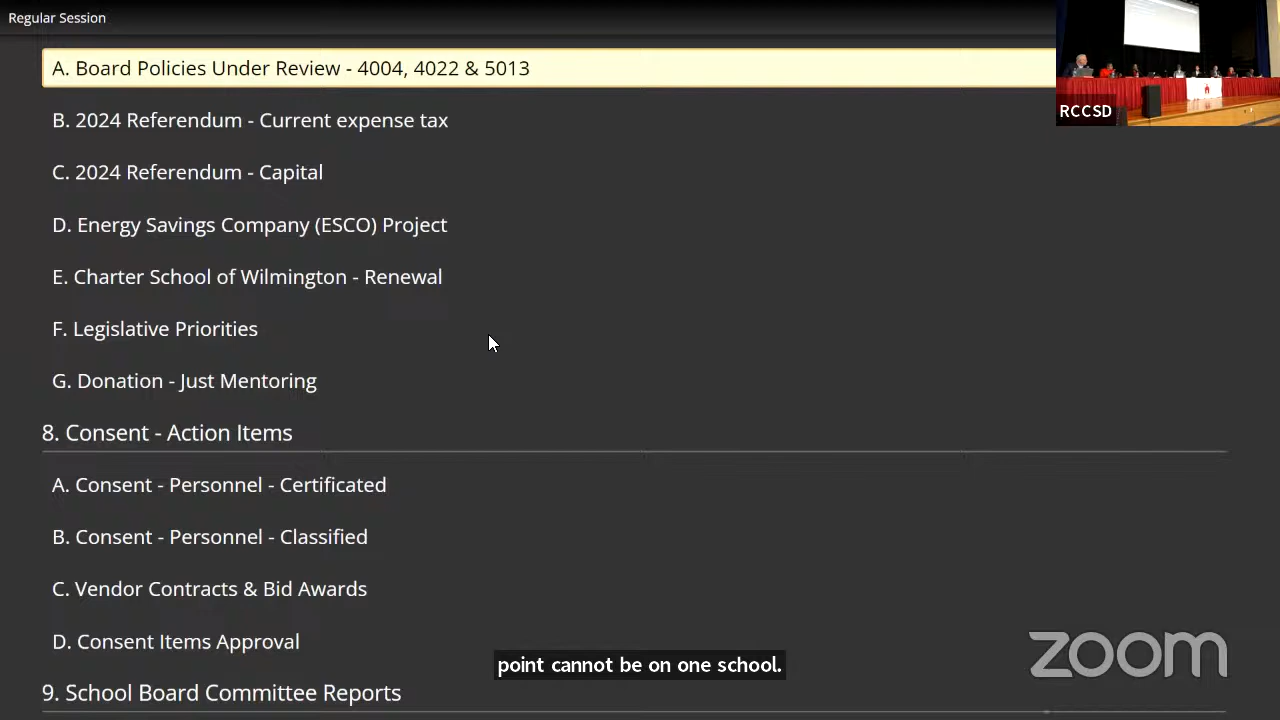 Regular Session
A. Board Policies Under Review - 4004, 4022 & 5013
B. 2024 Referendum - Current expense tax
C. 2024 Referendum - Capital
D. Energy Savings Company (ESCO) Project
E. Charter School of Wilmington - Renewal
F. Legislative Priorities
G. Donation - Just Mentoring
8. Consent - Action Items
A. Consent - Personnel - Certificated
B. Consent - Personnel - Classified
C. Vendor Contracts & Bid Awards
D. Consent Items Approval
9. School Board Committee Reports
RCCSD
point cannot be on one school.
zoom